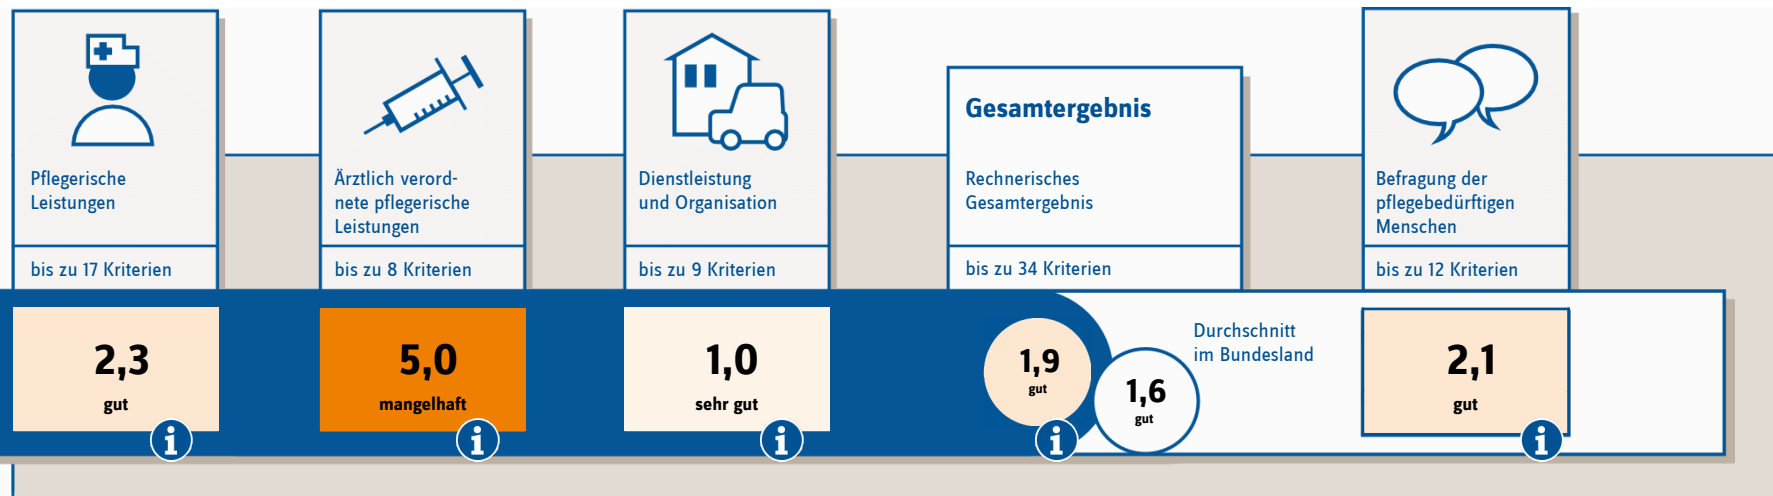 Pflegerische
Leistungen
bis zu 17 Kriterien
2,3
gut
Ärztlich verord-
nete pflegerische
Leistungen
bis zu 8 Kriterien
5,0
mangelhaft
Dienstleistung
und Organisation
bis zu 9 Kriterien
1,0
sehr gut
Gesamtergebnis
Rechnerisches
Gesamtergebnis
bis zu 34 Kriterien
1,9
gut
Durchschnitt
im Bundesland
1,6
gut
Befragung der
pflegebedürftigen
Menschen
bis zu 12 Kriterien
2,1
gut
i
i
i
i
i